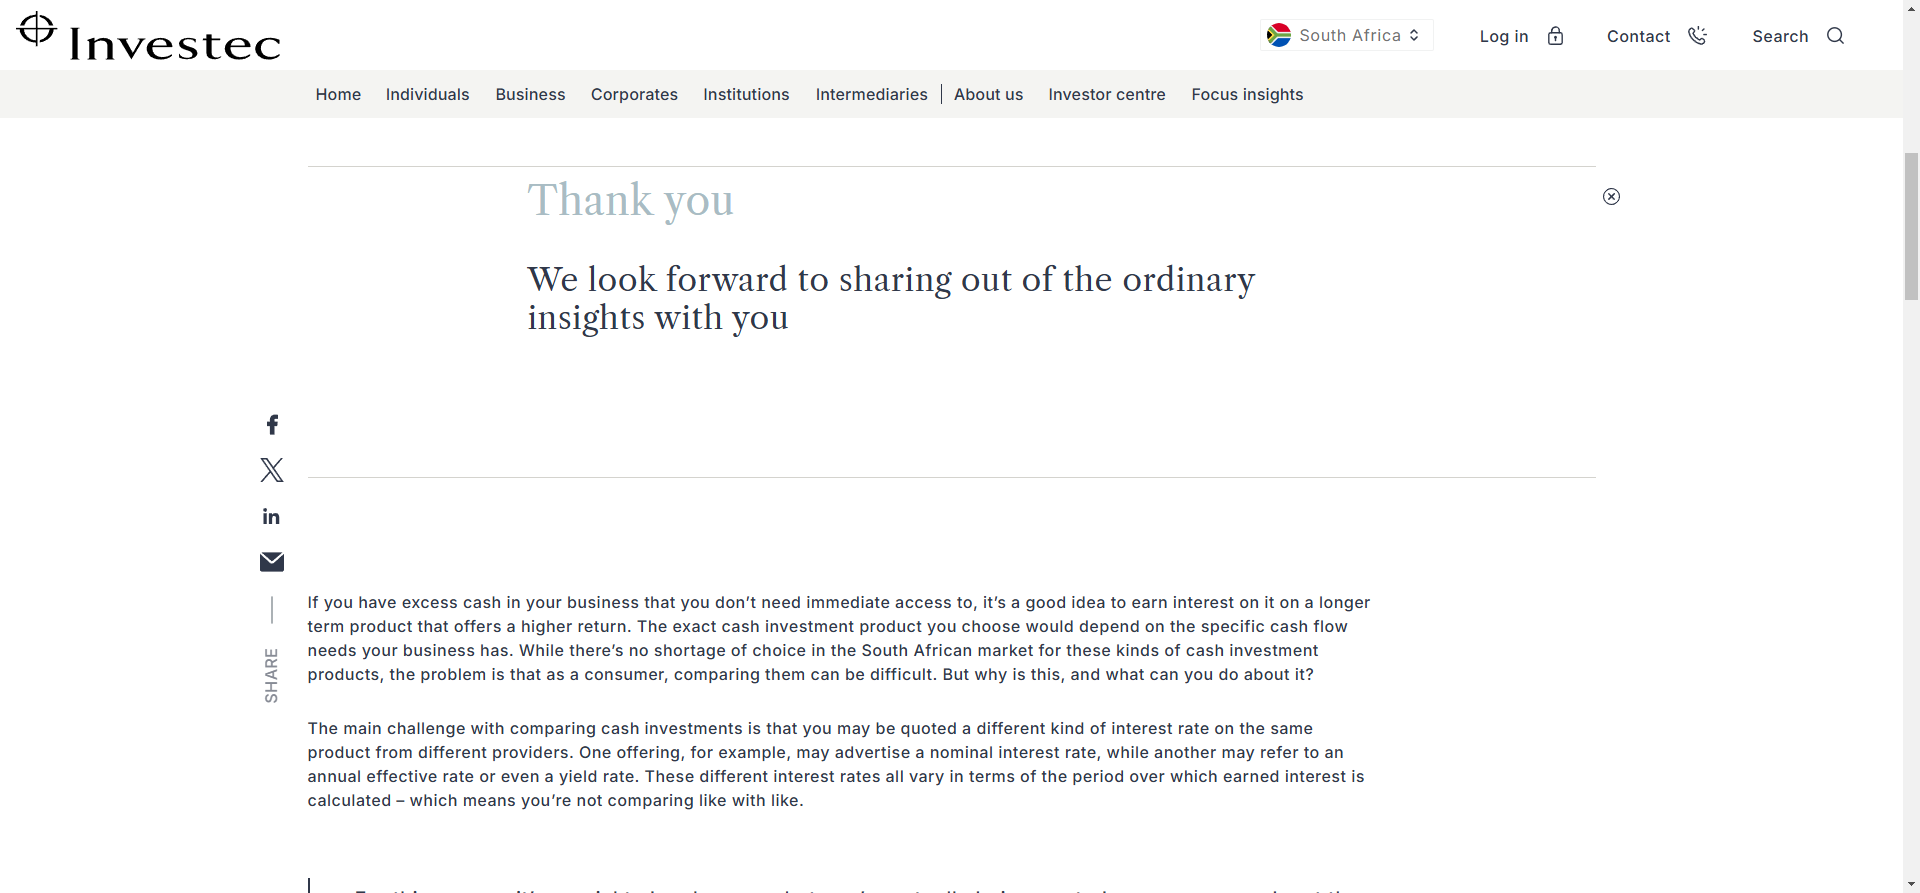 Investec
South Africa
Log in
Contact
Search
Home
Individuals
Business
Corporates
Institutions
Intermediaries
About us
Investor centre
Focus insights
Thank you
We look forward to sharing out of the ordinary
insights with you
SHARE
If you have excess cash in your business that you don’t need immediate access to, it’s a good idea to earn interest on it on a longer
term product that offers a higher return. The exact cash investment product you choose would depend on the specific cash flow
needs your business has. While there’s no shortage of choice in the South African market for these kinds of cash investment
products, the problem is that as a consumer, comparing them can be difficult. But why is this, and what can you do about it?
The main challenge with comparing cash investments is that you may be quoted a different kind of interest rate on the same
product from different providers. One offering, for example, may advertise a nominal interest rate, while another may refer to an
annual effective rate or even a yield rate. These different interest rates all vary in terms of the period over which earned interest is
calculated – which means you’re not comparing like with like.